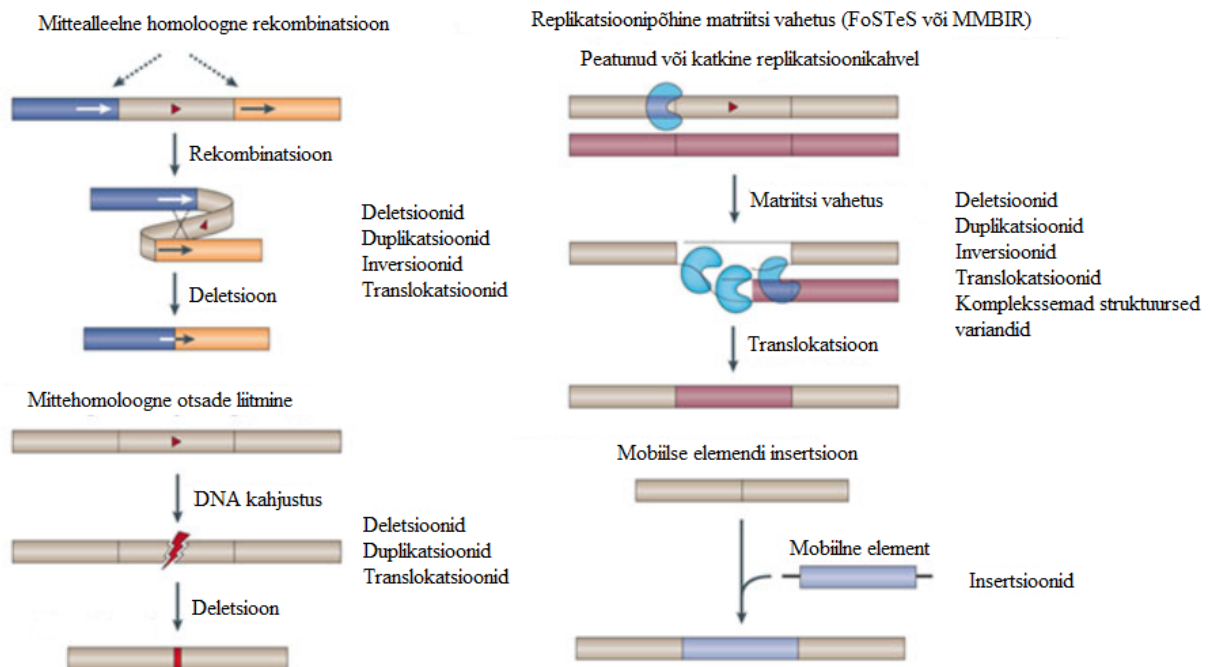 Mittealleelne homoloogne rekombinatsioon
Rekombinatsioon
Deletsioon
Deletsioonid
Duplikatsioonid
Inversioonid
Translokatsioonid
Mittehomoloogne otsade liitmine
DNA kahjustus
Deletsioon
Deletsioonid
Duplikatsioonid
Translokatsioonid
Replikatsioonipõhine matriitsi vahetus (FoSTeS või MMBIR)
Peatunud või katkine replikatsioonikahvel
Matriitsi vahetus
Translokatsioon
Deletsioonid
Duplikatsioonid
Inversioonid
Translokatsioonid
Komplekssemad struktuursed
variandid
Mobiilse elemendi insertsioon
Mobiilne element
Insertsioonid